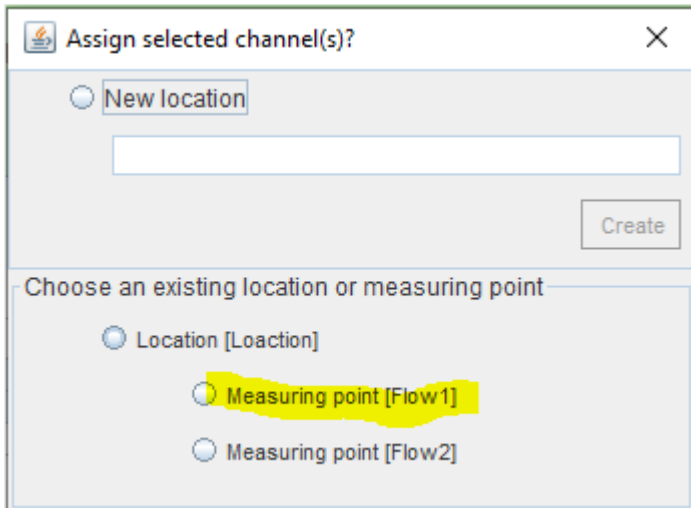 Assign selected channel(s)?
New location
Create
Choose an existing location or measuring point
Location [Loaction]
Measuring point [Flow1]
Measuring point [Flow2]